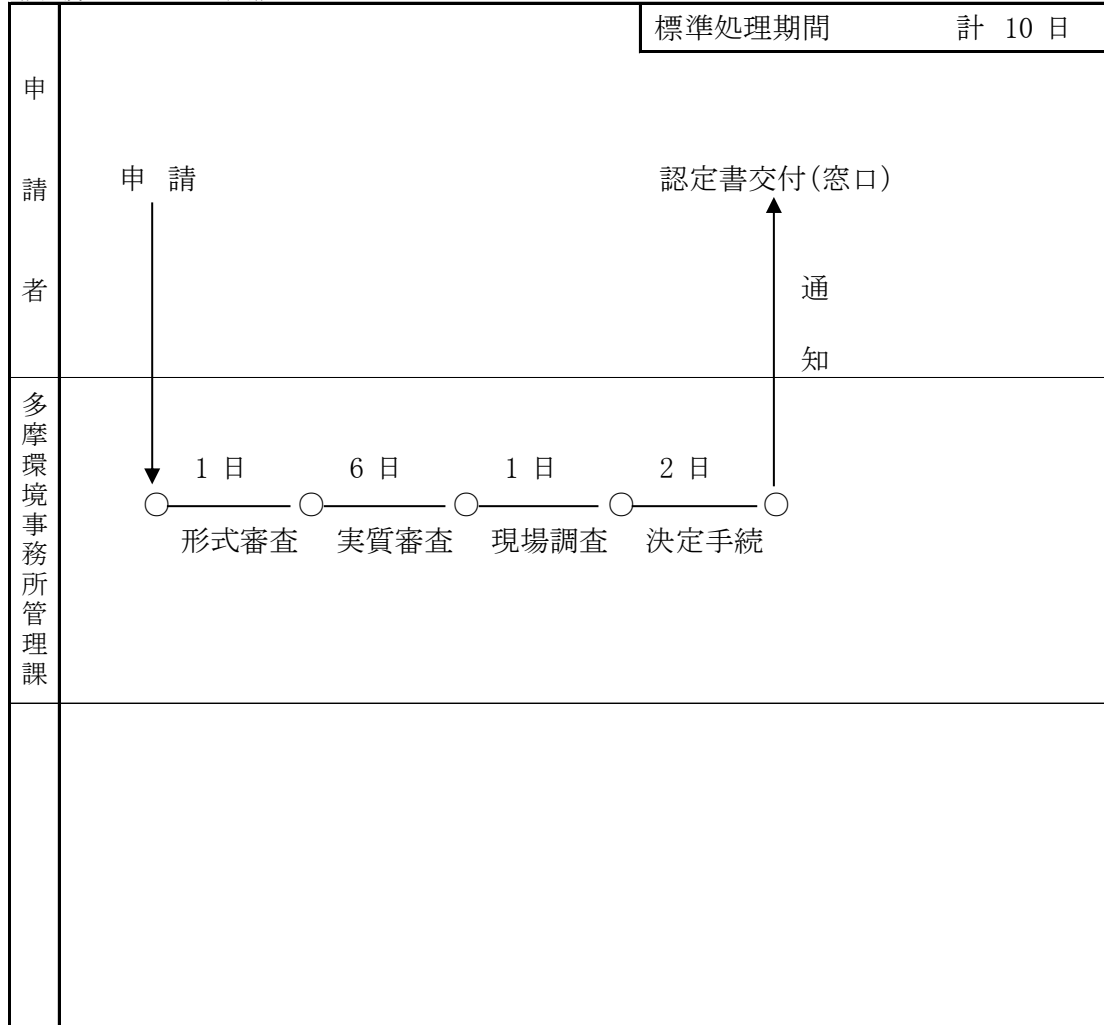 標準処理期間 計 10 日
申請者
申 請
認定書交付(窓口)
通知
多摩環境事務所管理課
1 日 6 日 1 日 2 日
形式審査 実質審査 現場調査 決定手続